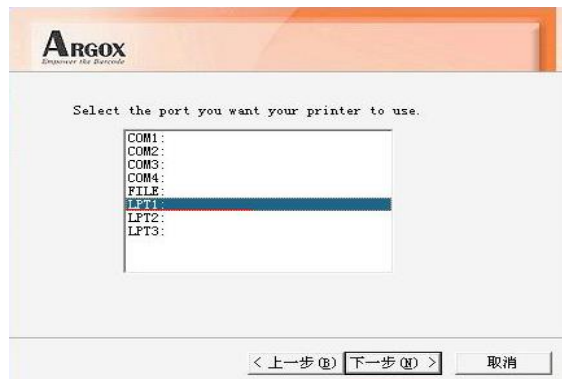 ARGOX
Empower the Barcode
Select the port you want your printer to use.
COM1:
COM2:
COM3:
COM4:
FILE:
LPT1:
LPT2:
LPT3:
< 上一步(B) 下一步(N) > 取消